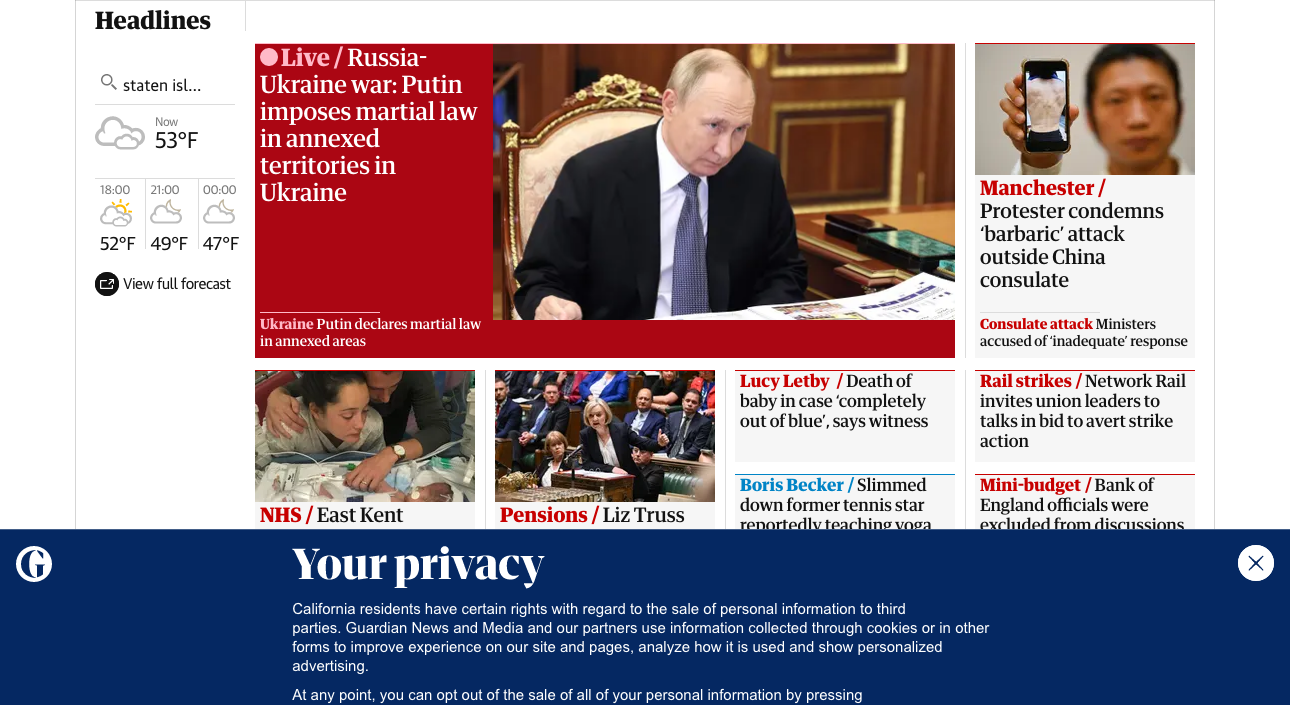 Headlines
staten isl...
Now
53°F
18:00
21:00
00:00
52°F
49°F
47°F
View full forecast
Live / Russia-
Ukraine war: Putin
imposes martial law
in annexed
territories in
Ukraine
Ukraine Putin declares martial law
in annexed areas
Manchester /
Protester condemns
‘barbaric’ attack
outside China
consulate
Consulate attack Ministers
accused of ‘inadequate’ response
NHS / East Kent
Pensions / Liz Truss
Lucy Letby / Death of
baby in case ‘completely
out of blue’, says witness
Boris Becker / Slimmed
down former tennis star
reportedly teaching yoga
Rail strikes / Network Rail
invites union leaders to
talks in bid to avert strike
action
Mini-budget / Bank of
England officials were
excluded from discussions
G
Your privacy
California residents have certain rights with regard to the sale of personal information to third
parties. Guardian News and Media and our partners use information collected through cookies or in other
forms to improve experience on our site and pages, analyze how it is used and show personalized
advertising.
At any point, you can opt out of the sale of all of your personal information by pressing